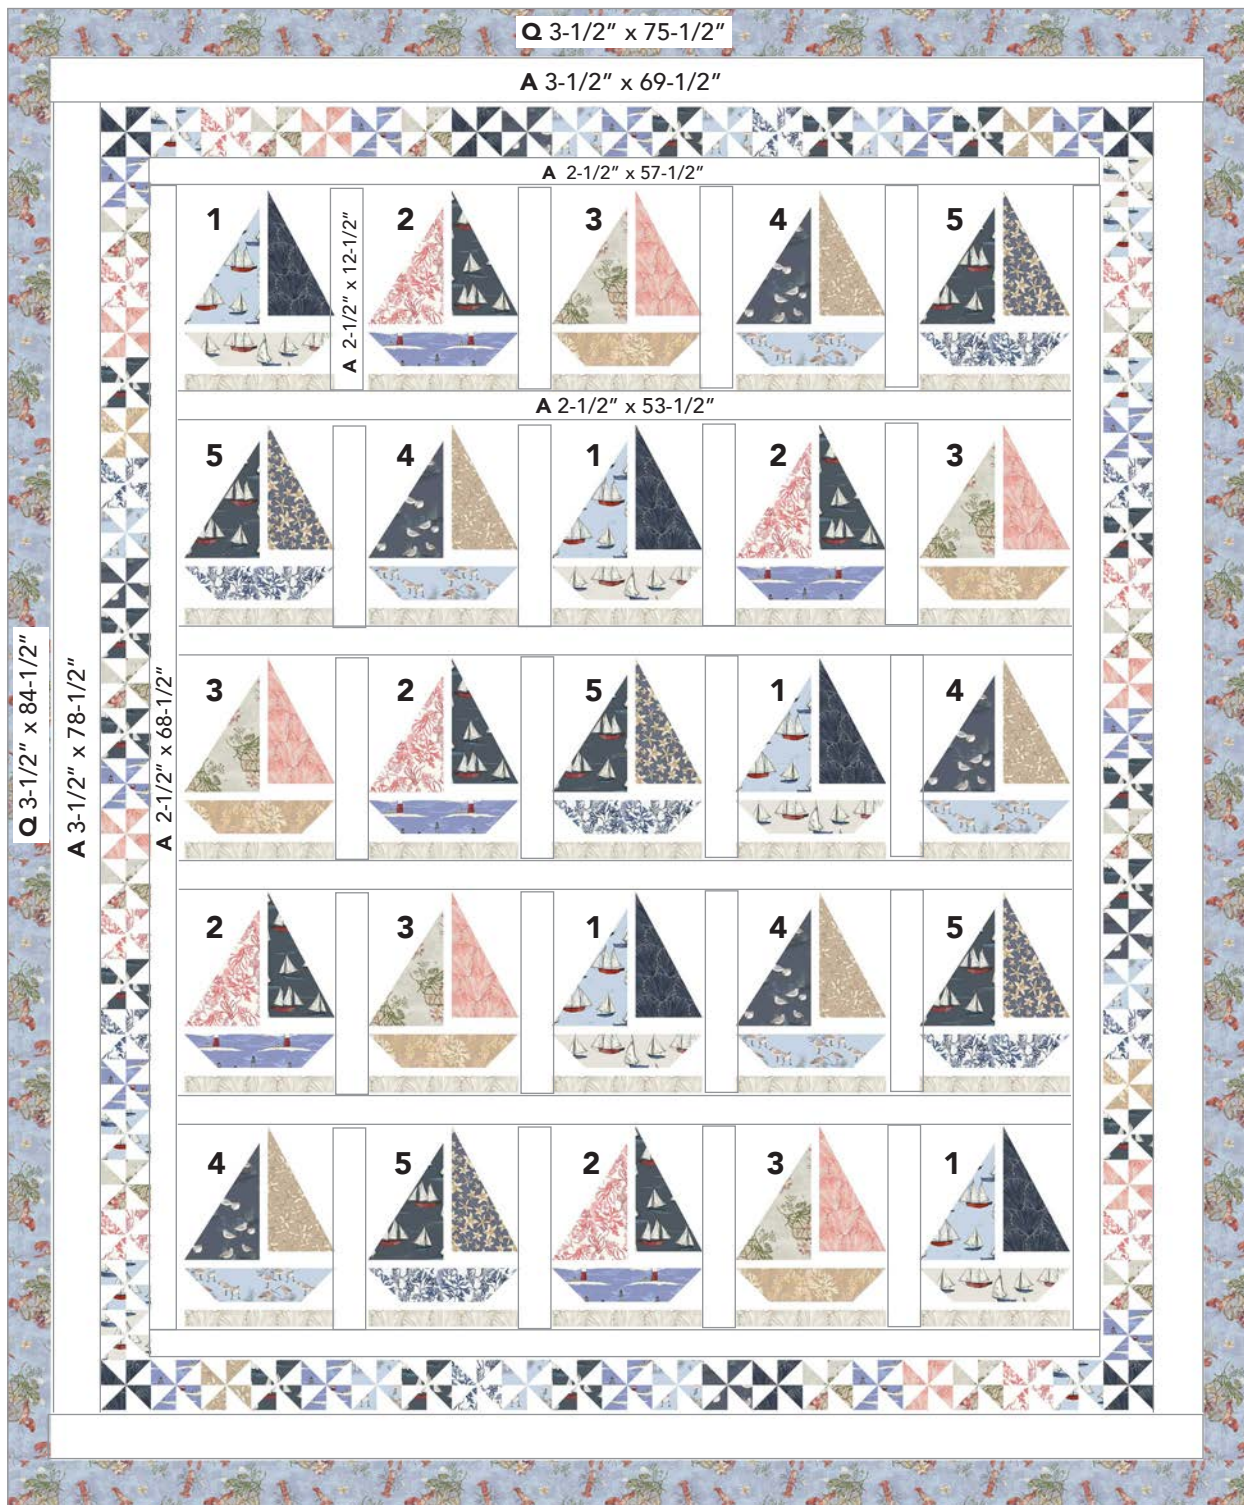 Q 3-1/2” x 75-1/2”
A 3-1/2” x 69-1/2”
A 2-1/2” x 57-1/2”
1 2 3 4 5
A 2-1/2” x 12-1/2”
A 2-1/2” x 53-1/2”
5 4 1 2 3
Q 3-1/2” x 84-1/2”
A 3-1/2” x 78-1/2”
A 2-1/2” x 68-1/2”
3 2 5 1 4
2 3 1 4 5
4 5 2 3 1